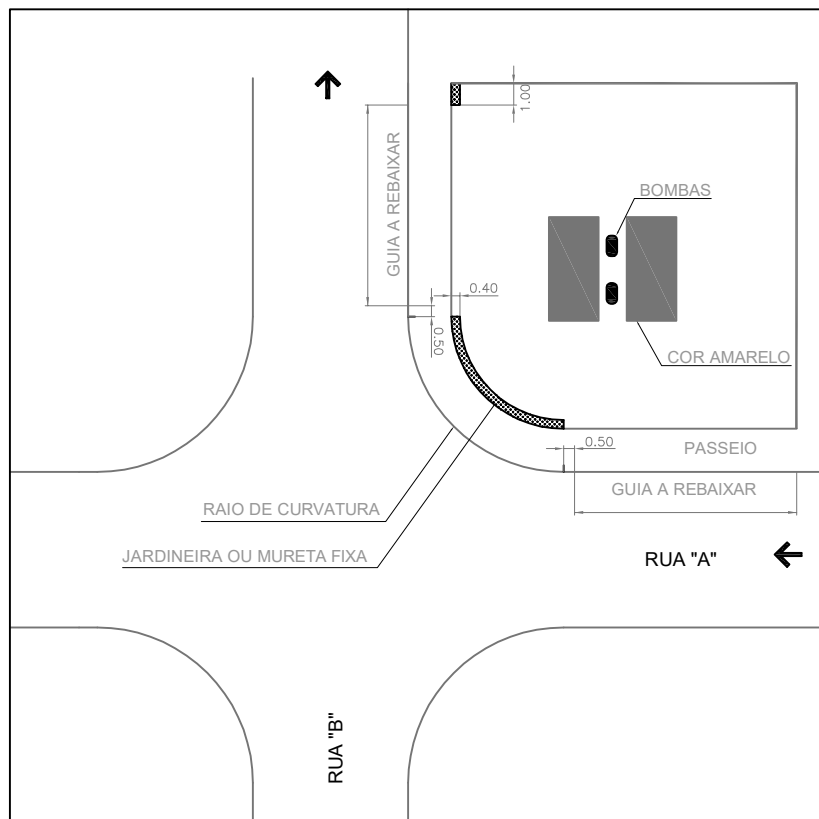 1.00
GUIA A REBAIXAR
BOMBAS
0.40
0.50
COR AMARELO
0.50
PASSEIO
GUIA A REBAIXAR
RAIO DE CURVATURA
JARDINEIRA OU MURETA FIXA
RUA "A"
RUA "B"